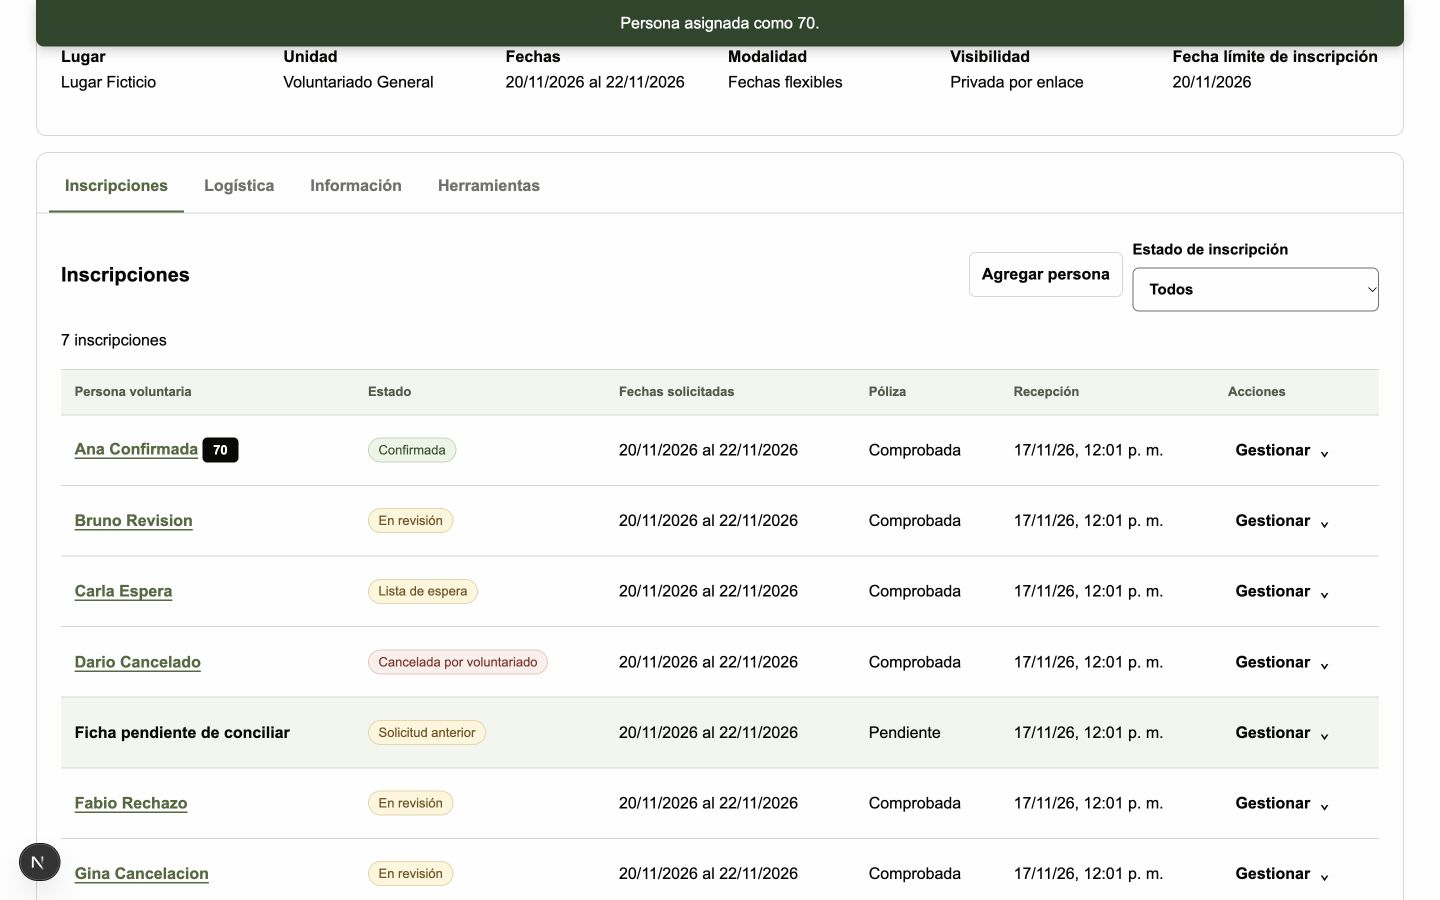 Persona asignada como 70.
Lugar Unidad Fechas Modalidad Visibilidad Fecha límite de inscripción
Lugar Ficticio Voluntariado General 20/11/2026 al 22/11/2026 Fechas flexibles Privada por enlace 20/11/2026
Inscripciones Logística Información Herramientas
Estado de inscripción
Inscripciones Agregar persona Todos
7 inscripciones
Persona voluntaria Estado Fechas solicitadas Póliza Recepción Acciones
Ana Confirmada 70 Confirmada 20/11/2026 al 22/11/2026 Comprobada 17/11/26, 12:01 p. m. Gestionar
Bruno Revision En revisión 20/11/2026 al 22/11/2026 Comprobada 17/11/26, 12:01 p. m. Gestionar
Carla Espera Lista de espera 20/11/2026 al 22/11/2026 Comprobada 17/11/26, 12:01 p. m. Gestionar
Dario Cancelado Cancelada por voluntariado 20/11/2026 al 22/11/2026 Comprobada 17/11/26, 12:01 p. m. Gestionar
Ficha pendiente de conciliar Solicitud anterior 20/11/2026 al 22/11/2026 Pendiente 17/11/26, 12:01 p. m. Gestionar
Fabio Rechazo En revisión 20/11/2026 al 22/11/2026 Comprobada 17/11/26, 12:01 p. m. Gestionar
N
Gina Cancelacion En revisión 20/11/2026 al 22/11/2026 Comprobada 17/11/26, 12:01 p. m. Gestionar